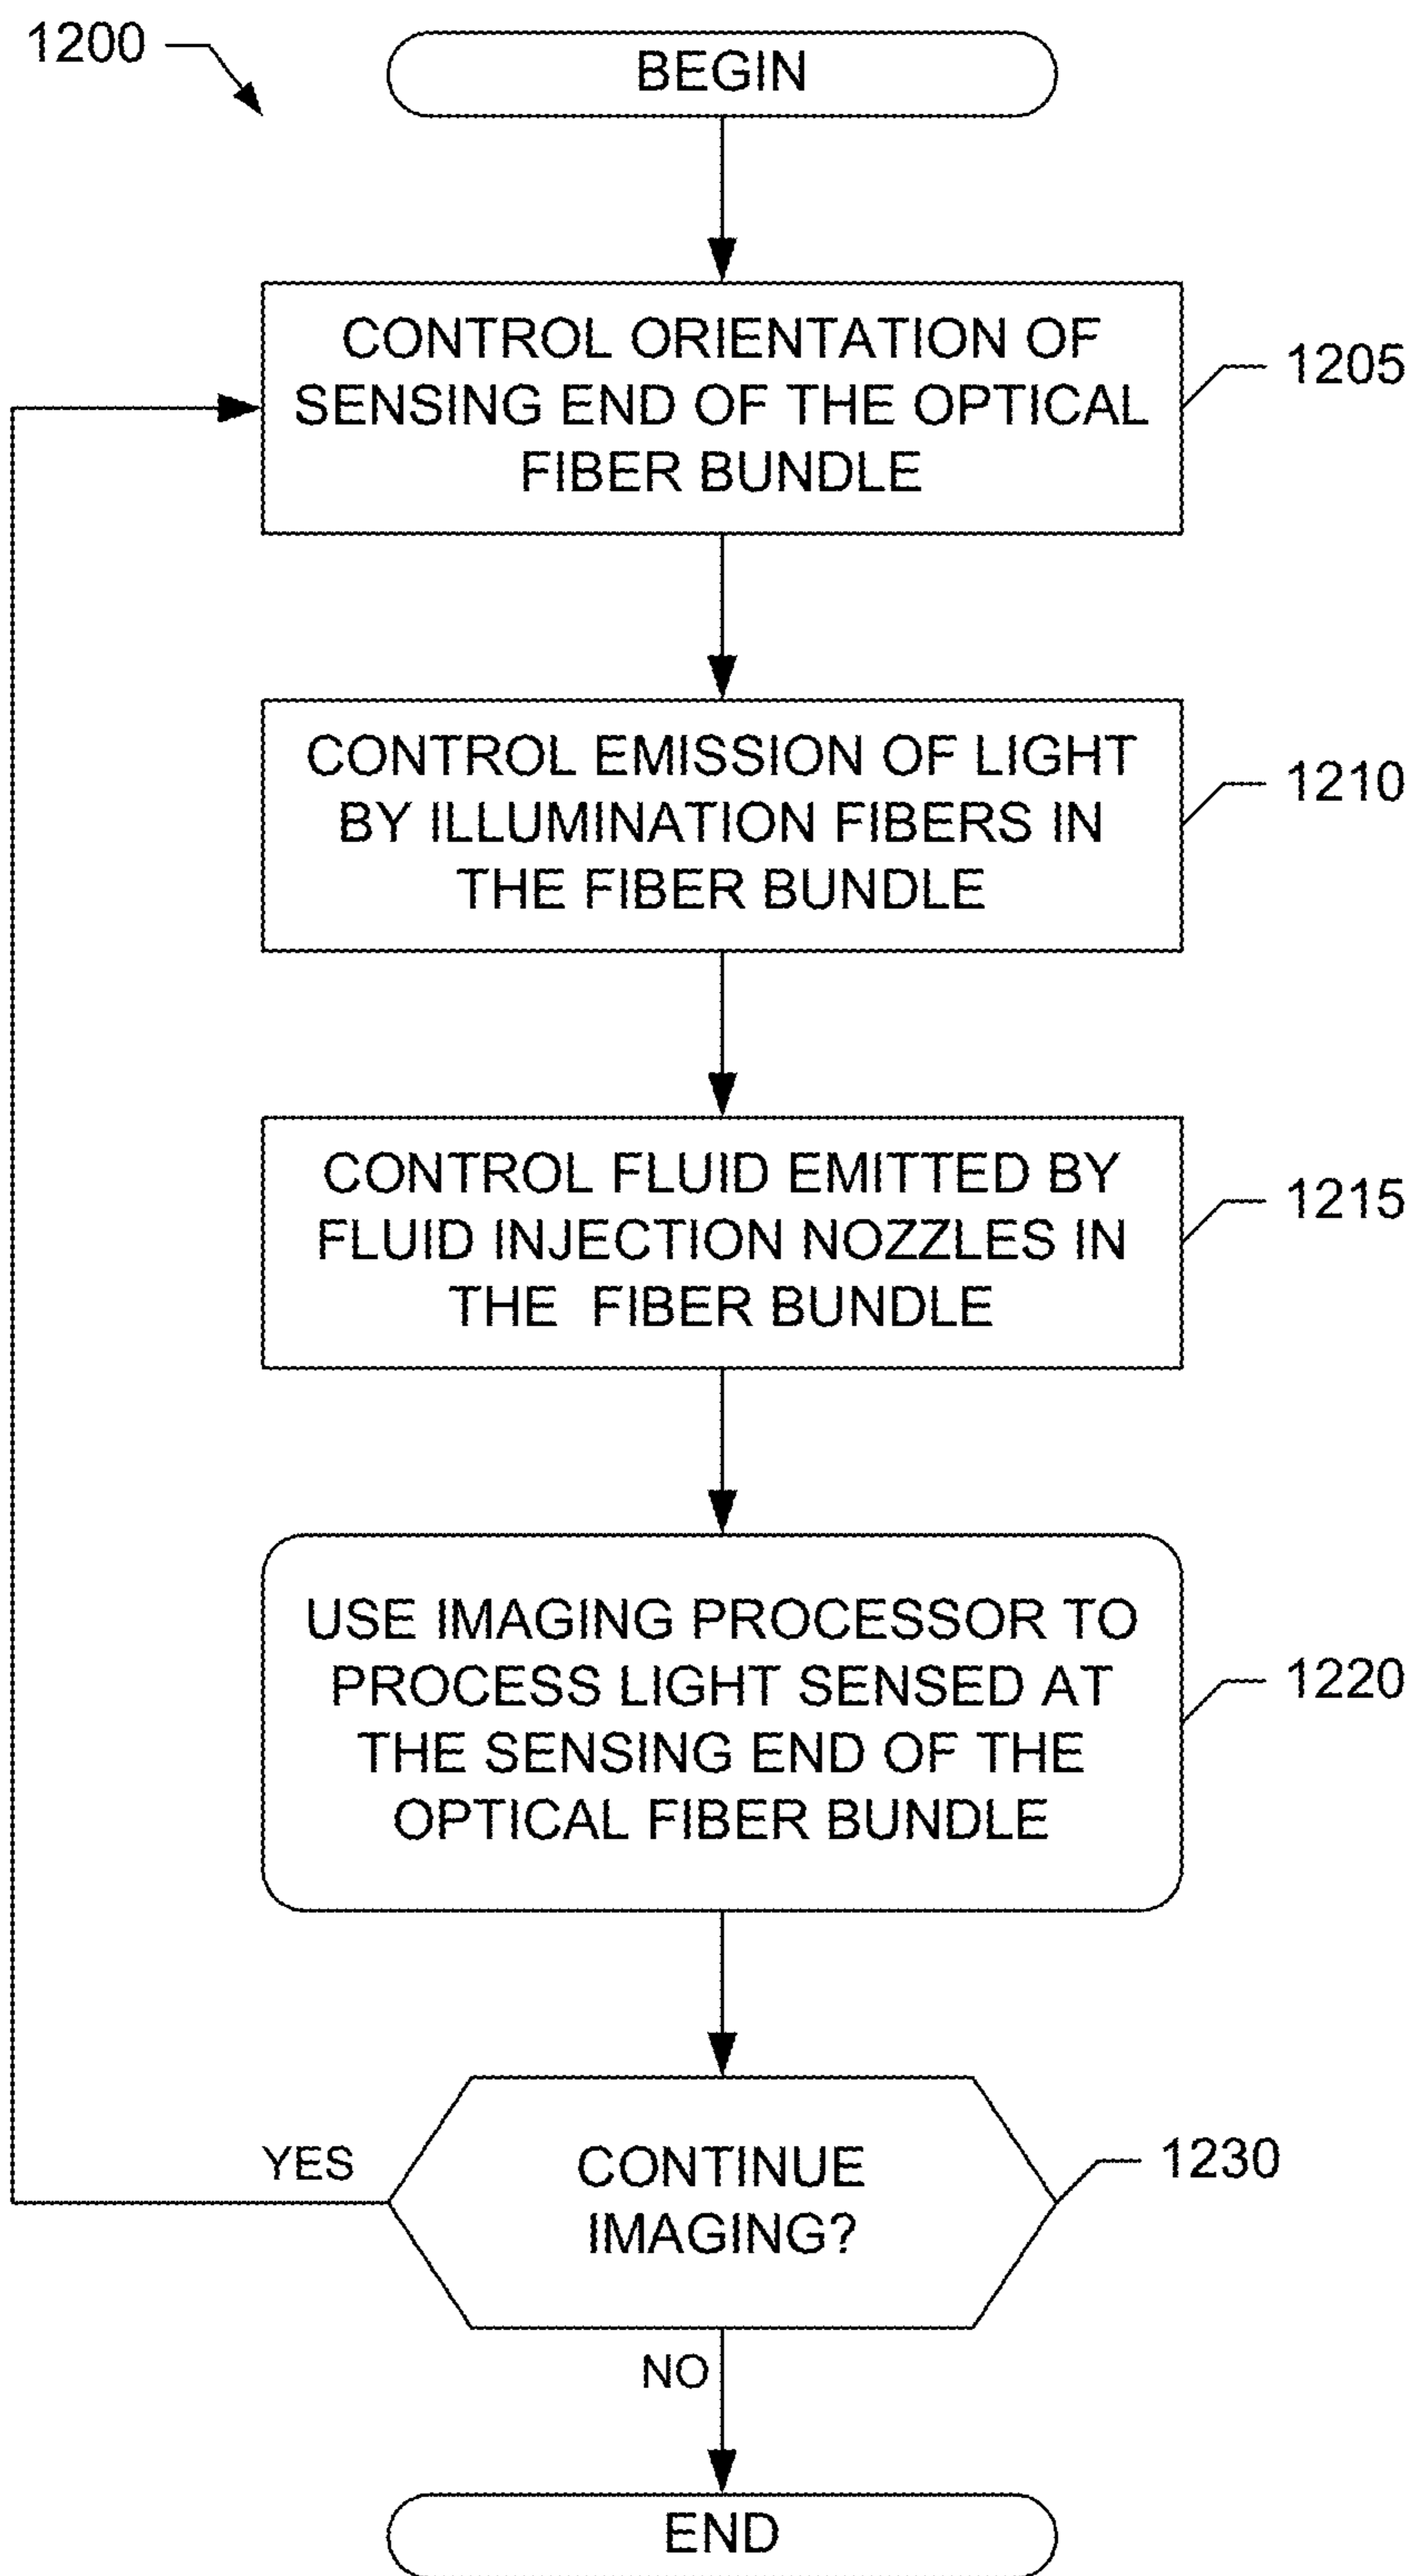 1200
BEGIN
CONTROL ORIENTATION OF
SENSING END OF THE OPTICAL
FIBER BUNDLE
1205
CONTROL EMISSION OF LIGHT
BY ILLUMINATION FIBERS IN
THE FIBER BUNDLE
1210
CONTROL FLUID EMITTED BY
FLUID INJECTION NOZZLES IN
THE FIBER BUNDLE
1215
USE IMAGING PROCESSOR TO
PROCESS LIGHT SENSED AT
THE SENSING END OF THE
OPTICAL FIBER BUNDLE
1220
YES
CONTINUE
IMAGING?
1230
NO
END